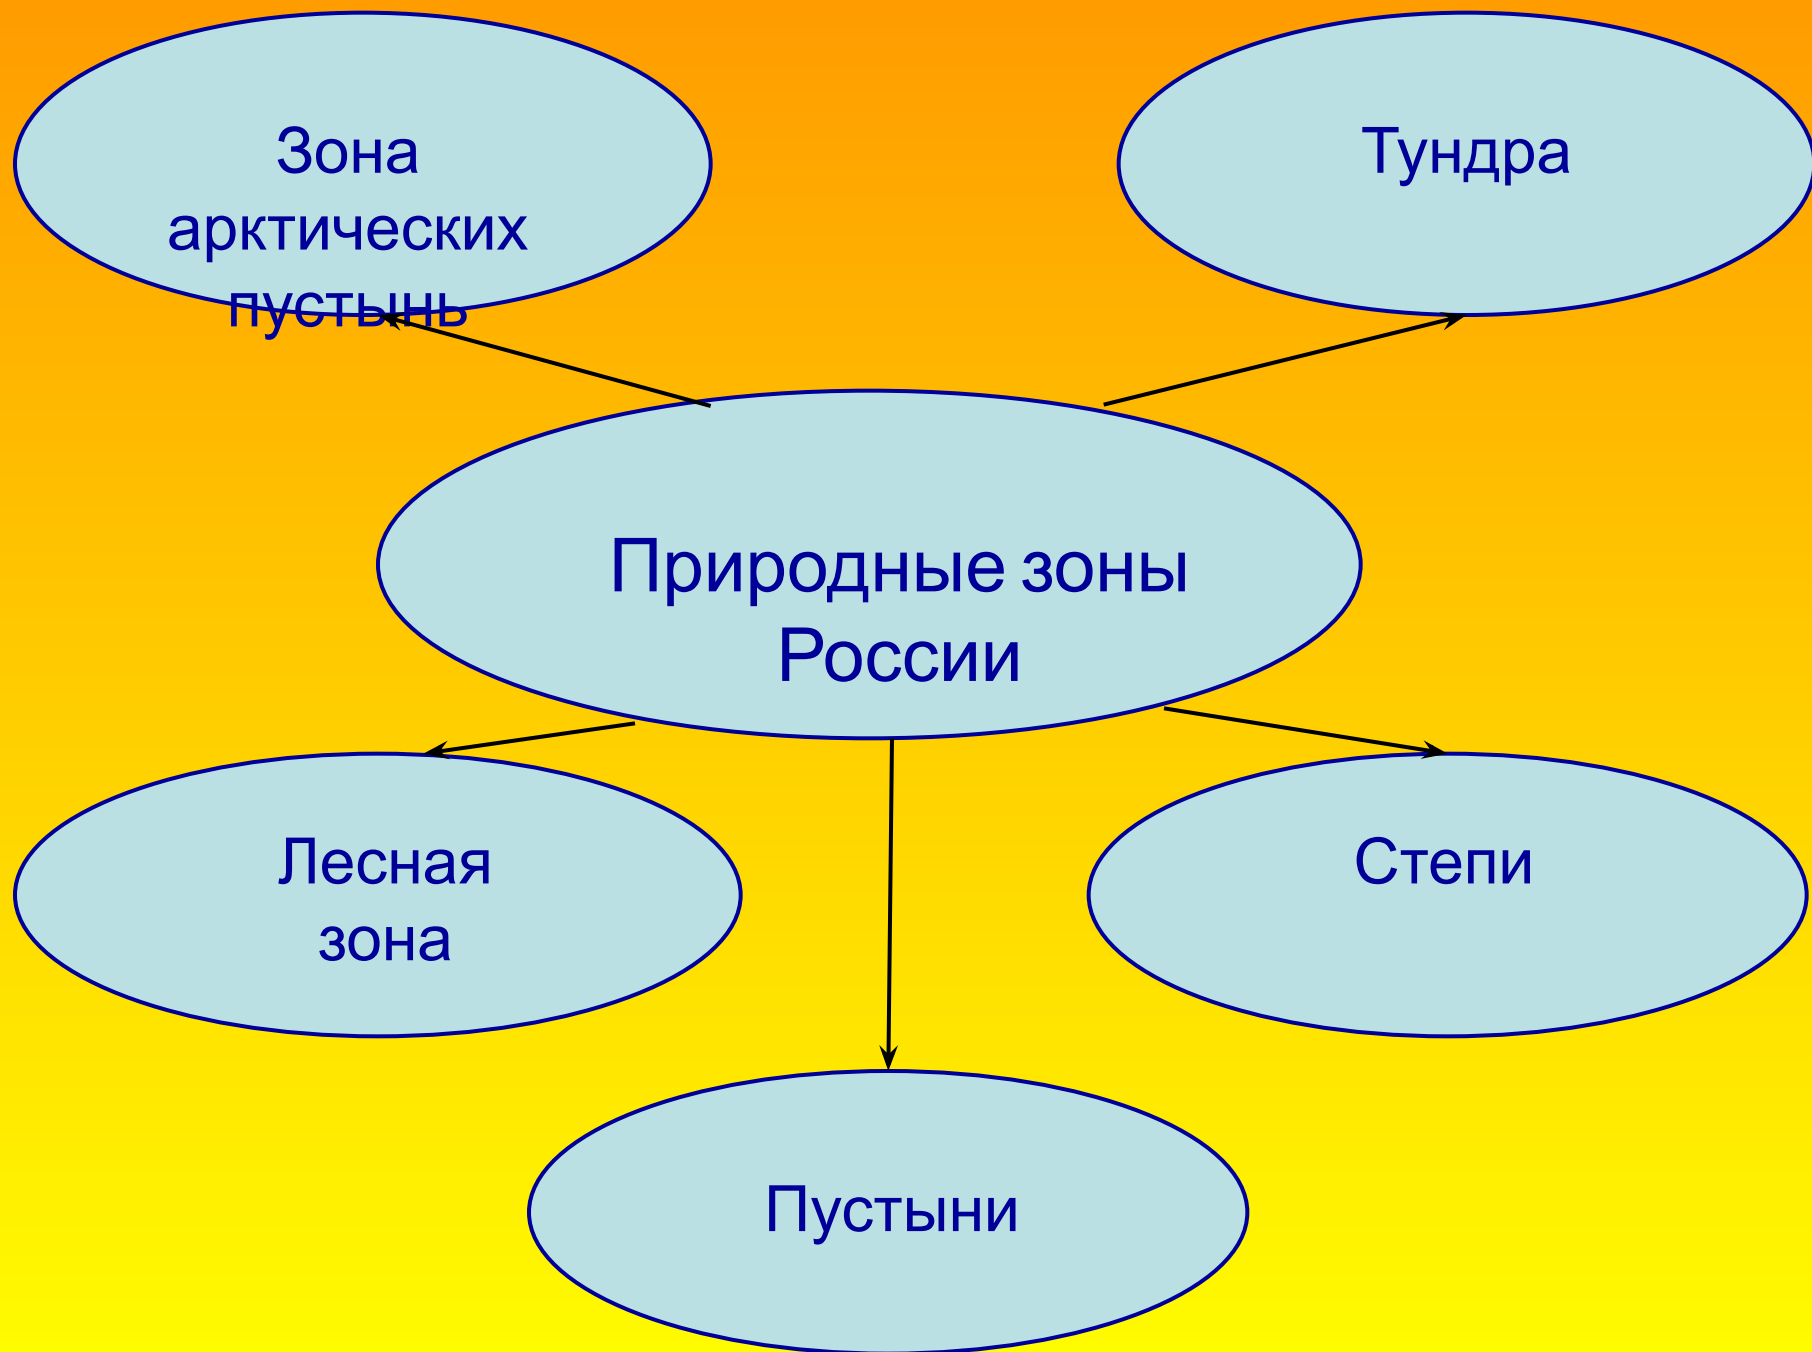 Зона
арктических
пустынь
Тундра
Природные зоны
России
Лесная
зона
Степи
Пустыни